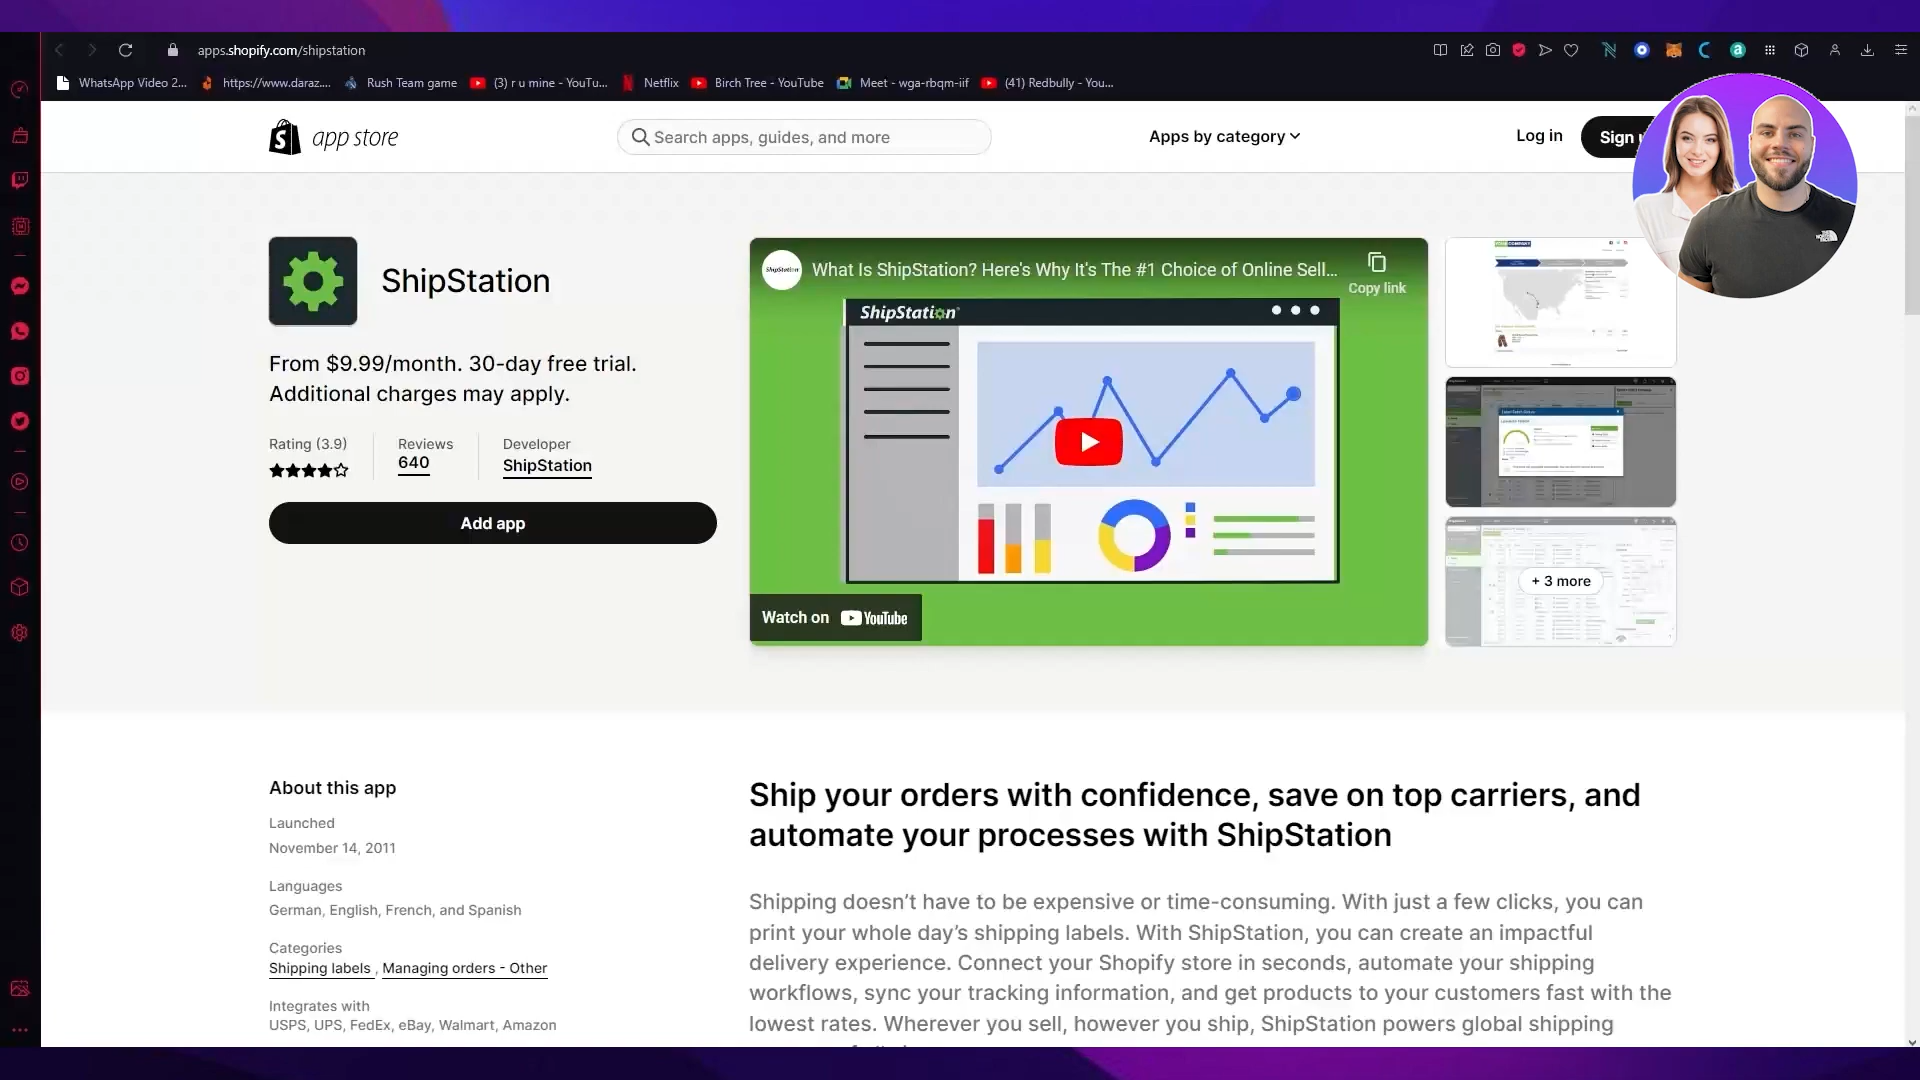 apps.shopify.com/shipstation
WhatsApp Video 2...
https://www.daraz....
Rush Team game
(3) r u mine - YouTu...
Netflix
Birch Tree - YouTube
Meet - wga-rbqm-iif
(41) Redbully - You...
app store
Search apps, guides, and more
Apps by category
Log in
Sign
ShipStation
From $9.99/month. 30-day free trial.
Additional charges may apply.
Rating (3.9)
Reviews
640
Developer
ShipStation
Add app
ShipStation
What Is ShipStation? Here's Why It's The #1 Choice of Online Sell...
Copy link
ShipStation
Watch on YouTube
+ 3 more
About this app
Launched
November 14, 2011
Languages
German, English, French, and Spanish
Categories
Shipping labels , Managing orders - Other
Integrates with
USPS, UPS, FedEx, eBay, Walmart, Amazon
Ship your orders with confidence, save on top carriers, and
automate your processes with ShipStation
Shipping doesn’t have to be expensive or time-consuming. With just a few clicks, you can
print your whole day’s shipping labels. With ShipStation, you can create an impactful
delivery experience. Connect your Shopify store in seconds, automate your shipping
workflows, sync your tracking information, and get products to your customers fast with the
lowest rates. Wherever you sell, however you ship, ShipStation powers global shipping